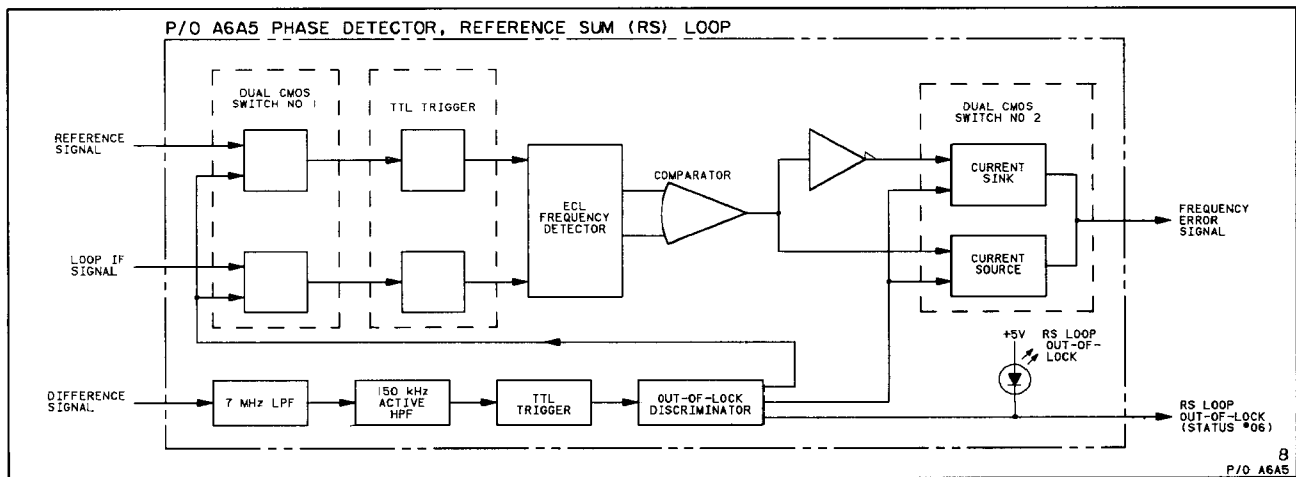 P/O A6A5 PHASE DETECTOR, REFERENCE SUM (RS) LOOP
DUAL CMOS
SWITCH NO 1
TTL TRIGGER
DUAL CMOS
SWITCH NO 2
REFERENCE
SIGNAL
ECL
FREQUENCY
DETECTOR
COMPARATOR
CURRENT
SINK
FREQUENCY
ERROR
SIGNAL
LOOP IF
SIGNAL
CURRENT
SOURCE
+5V
RS LOOP
OUT-OF-
LOCK
DIFFERENCE
SIGNAL
7 MHz LPF
150 kHz
ACTIVE
HPF
TTL
TRIGGER
OUT-OF-LOCK
DISCRIMINATOR
RS LOOP
OUT-OF-LOCK
(STATUS #06)
8
P/O A6A5